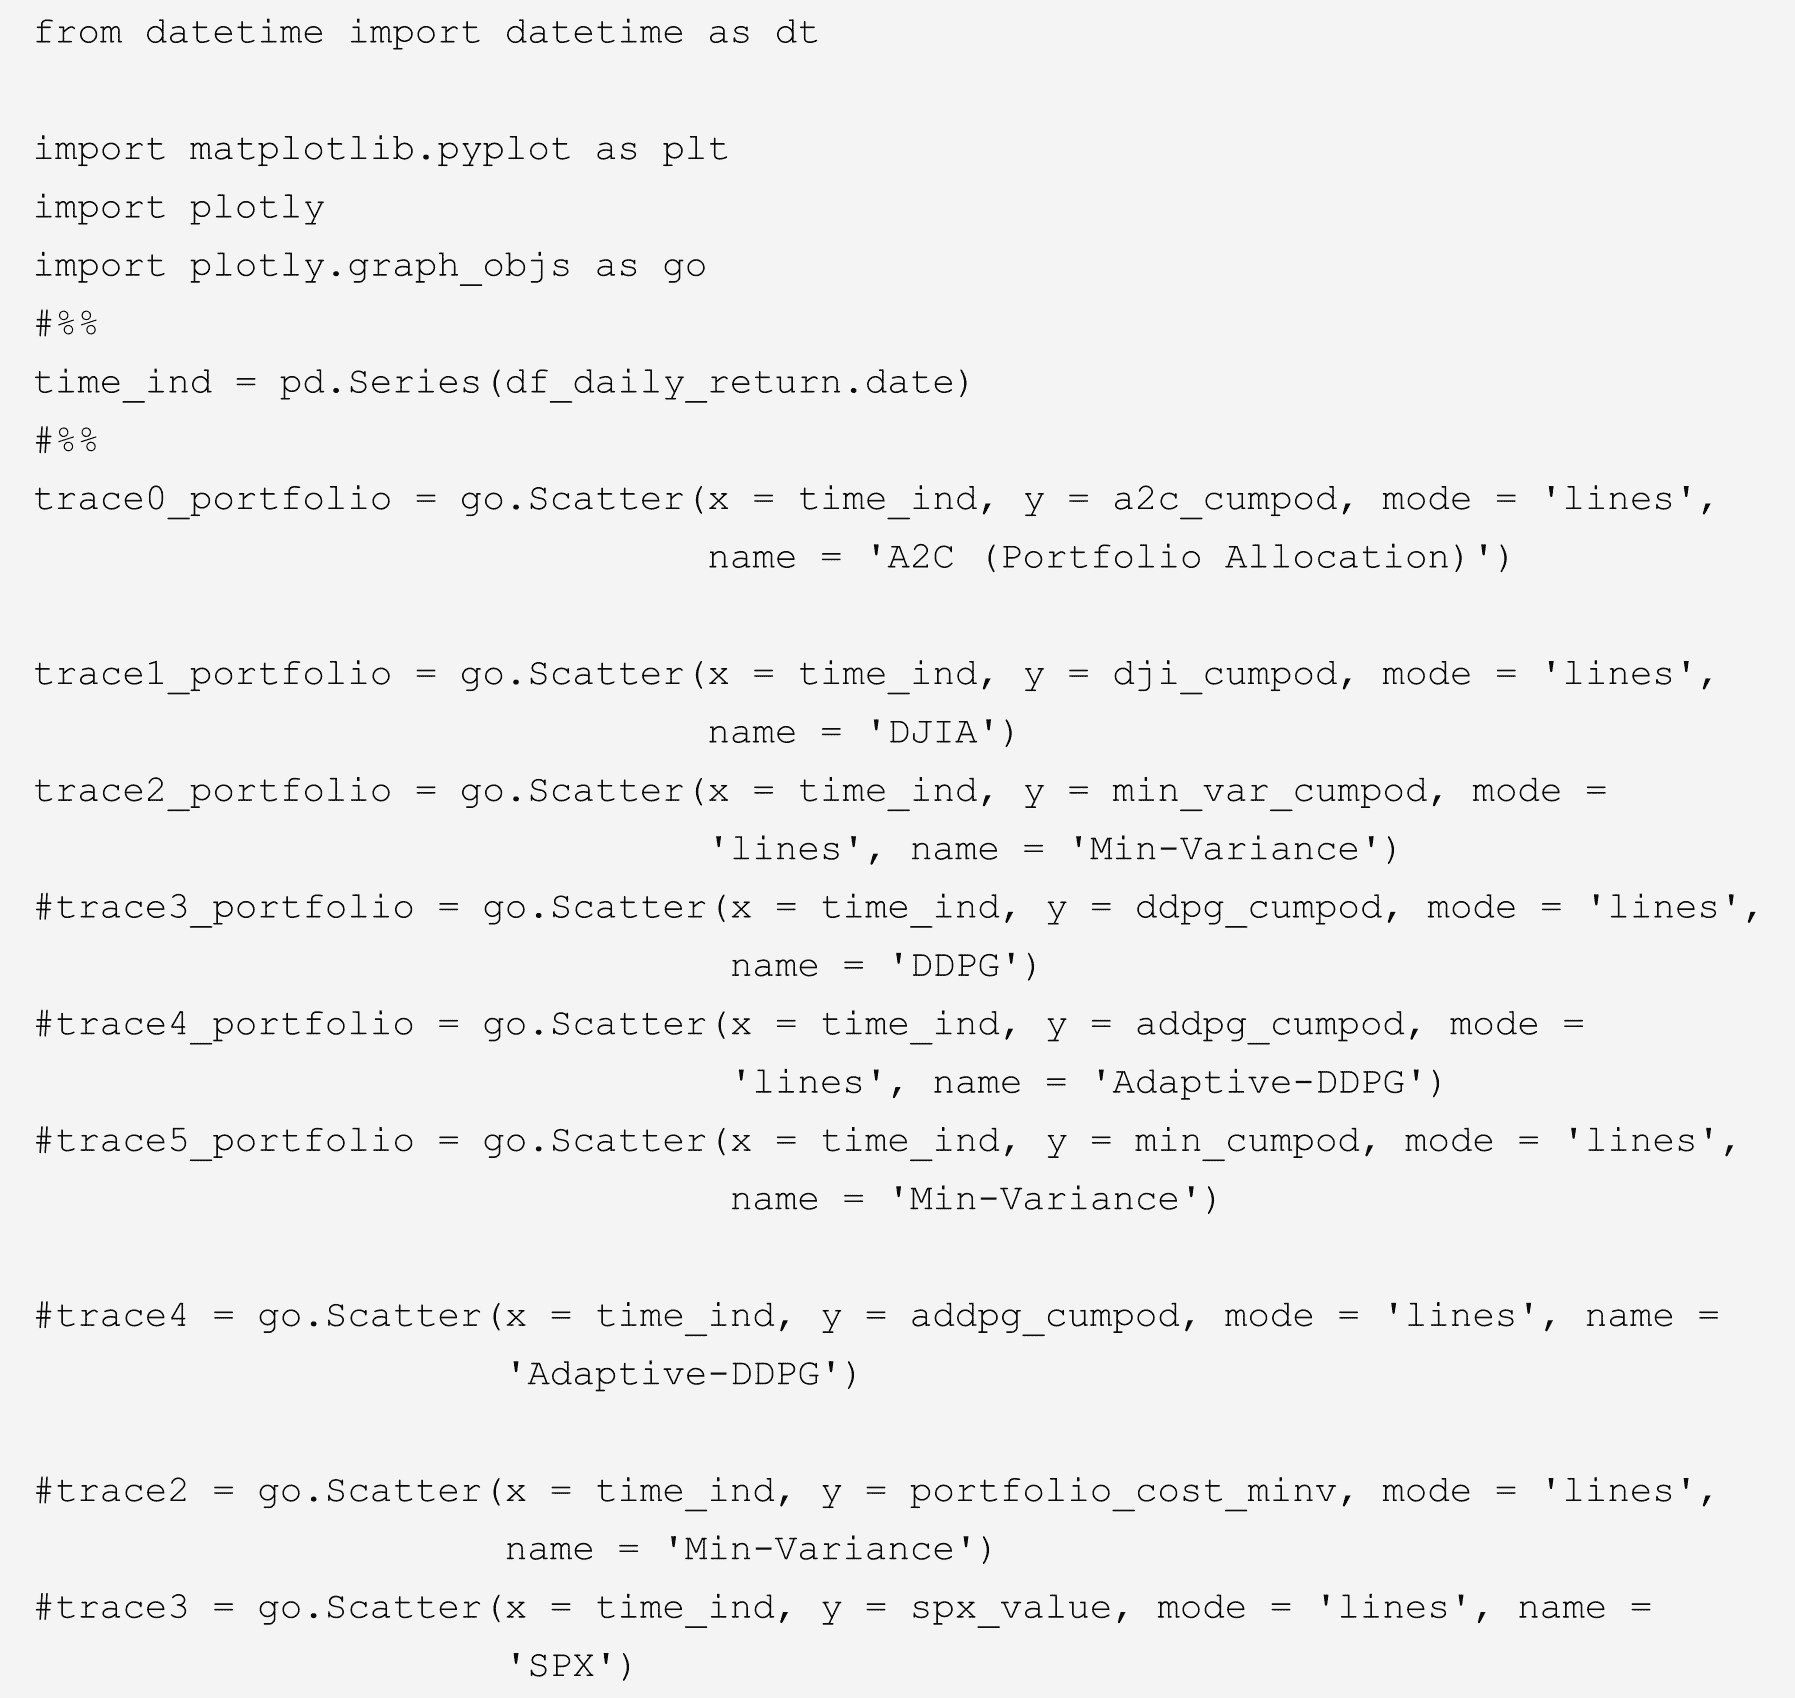 from datetime import datetime as dt

import matplotlib.pyplot as plt
import plotly
import plotly.graph_objs as go
#%%
time_ind = pd.Series(df_daily_return.date)
#%%
trace0_portfolio = go.Scatter(x = time_ind, y = a2c_cumpod, mode = 'lines',
                              name = 'A2C (Portfolio Allocation)')

trace1_portfolio = go.Scatter(x = time_ind, y = dji_cumpod, mode = 'lines',
                              name = 'DJIA')
trace2_portfolio = go.Scatter(x = time_ind, y = min_var_cumpod, mode =
                              'lines', name = 'Min-Variance')
#trace3_portfolio = go.Scatter(x = time_ind, y = ddpg_cumpod, mode = 'lines',
                               name = 'DDPG')
#trace4_portfolio = go.Scatter(x = time_ind, y = addpg_cumpod, mode =
                               'lines', name = 'Adaptive-DDPG')
#trace5_portfolio = go.Scatter(x = time_ind, y = min_cumpod, mode = 'lines',
                               name = 'Min-Variance')

#trace4 = go.Scatter(x = time_ind, y = addpg_cumpod, mode = 'lines', name =
                     'Adaptive-DDPG')

#trace2 = go.Scatter(x = time_ind, y = portfolio_cost_minv, mode = 'lines',
                     name = 'Min-Variance')
#trace3 = go.Scatter(x = time_ind, y = spx_value, mode = 'lines', name =
                     'SPX')